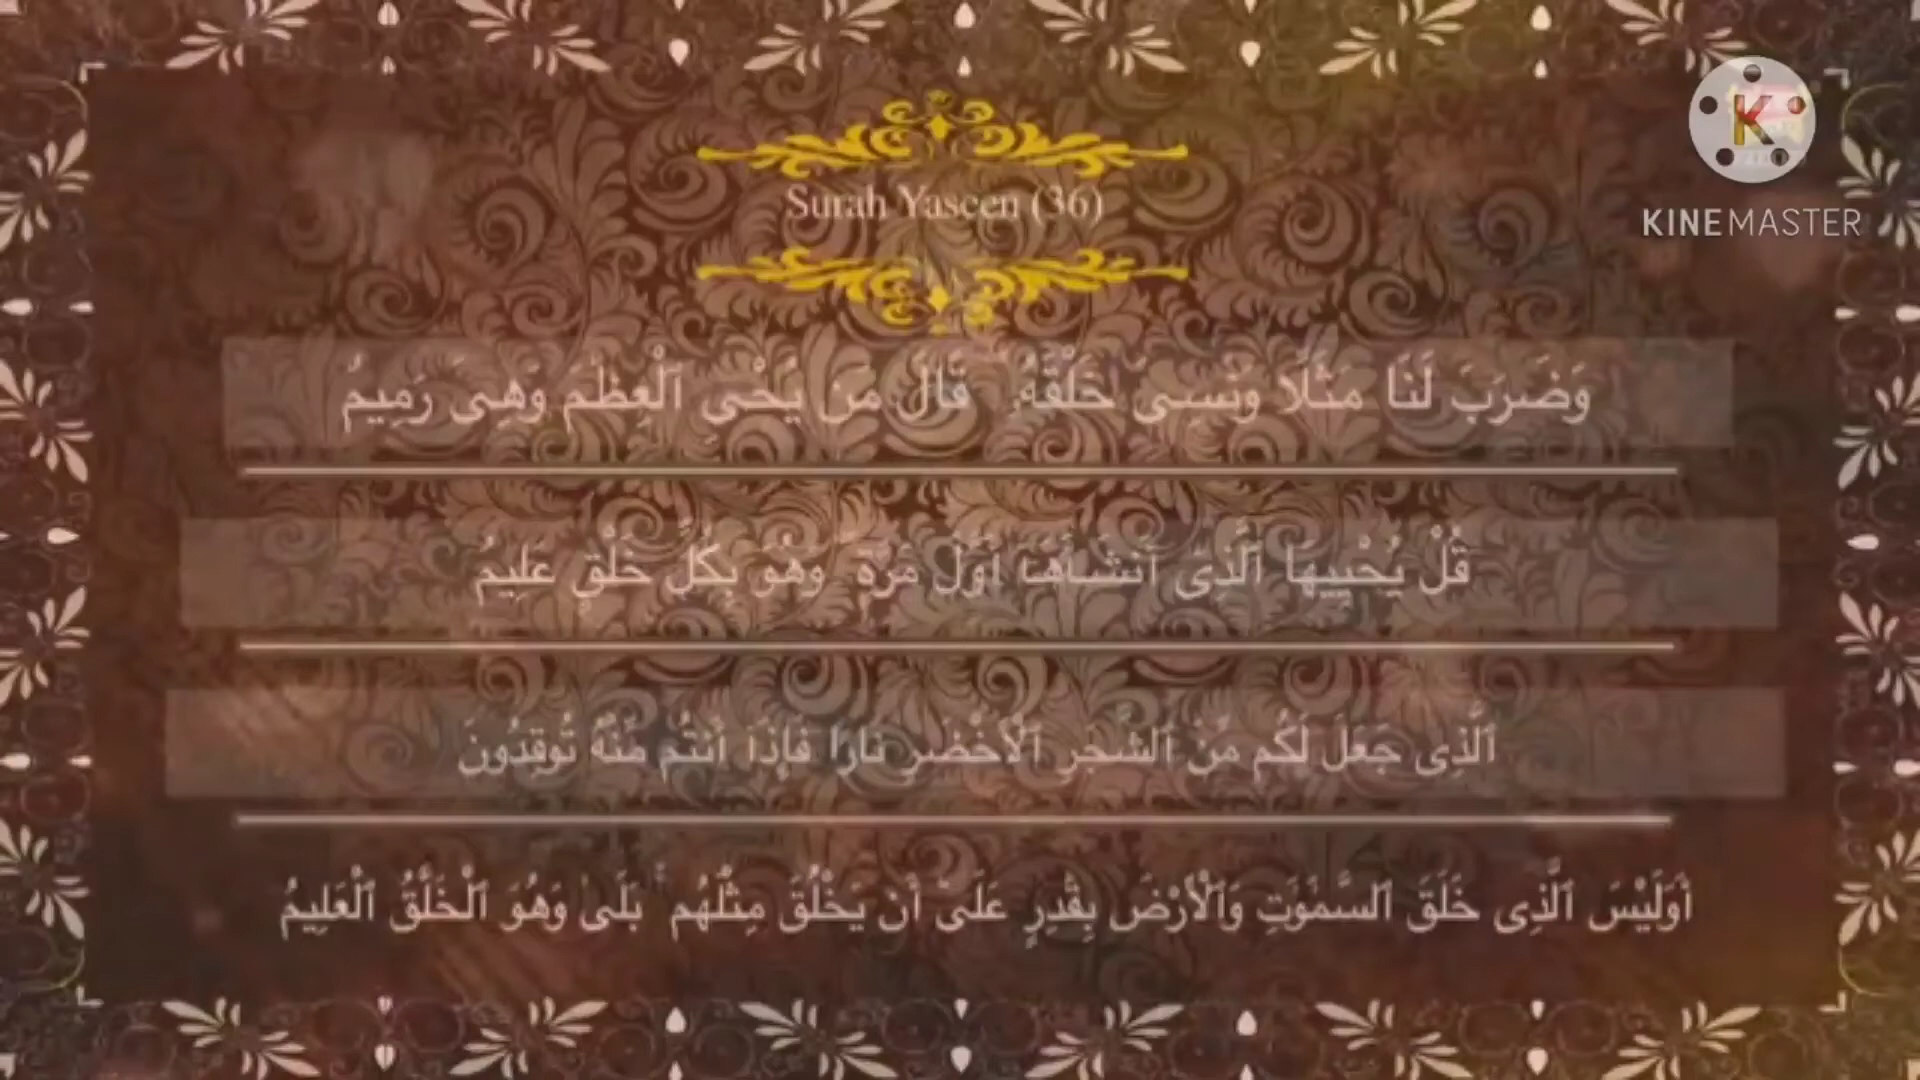 Surah Yaseen (36)
KINEMASTER
وَضَرَبَ لَنَا مَثَلًا وَنَسِىَ خَلْقَهُۥ ۖ قَالَ مَن يُحْىِ ٱلْعِظَٰمَ وَهِىَ رَمِيمٌ
قُلْ يُحْيِيهَا ٱلَّذِىٓ أَنشَأَهَآ أَوَّلَ مَرَّةٍ ۖ وَهُوَ بِكُلِّ خَلْقٍ عَلِيمٌ
ٱلَّذِى جَعَلَ لَكُم مِّنَ ٱلشَّجَرِ ٱلْأَخْضَرِ نَارًا فَإِذَآ أَنتُم مِّنْهُ تُوقِدُونَ
أَوَلَيْسَ ٱلَّذِى خَلَقَ ٱلسَّمَٰوَٰتِ وَٱلْأَرْضَ بِقَٰدِرٍ عَلَىٰٓ أَن يَخْلُقَ مِثْلَهُم ۚ بَلَىٰ وَهُوَ ٱلْخَلَّٰقُ ٱلْعَلِيمُ